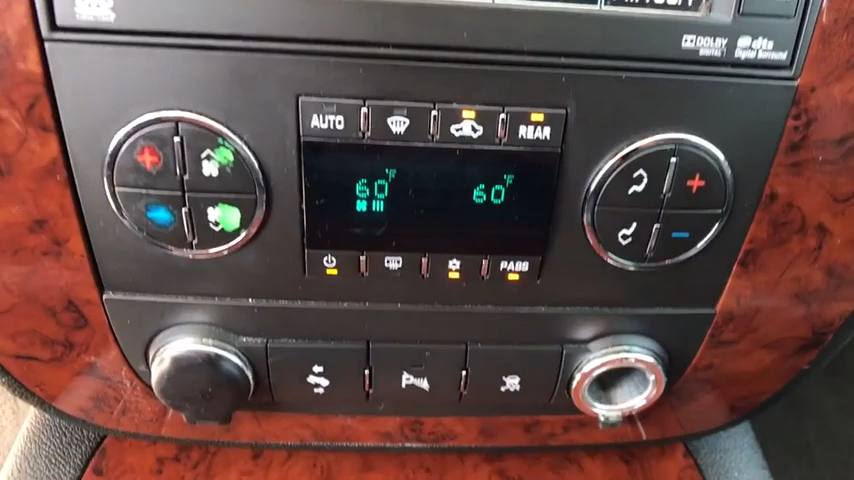 DOLBY
DIGITAL
dts
Digital Surround
AUTO
REAR
60°F
60°F
PASS